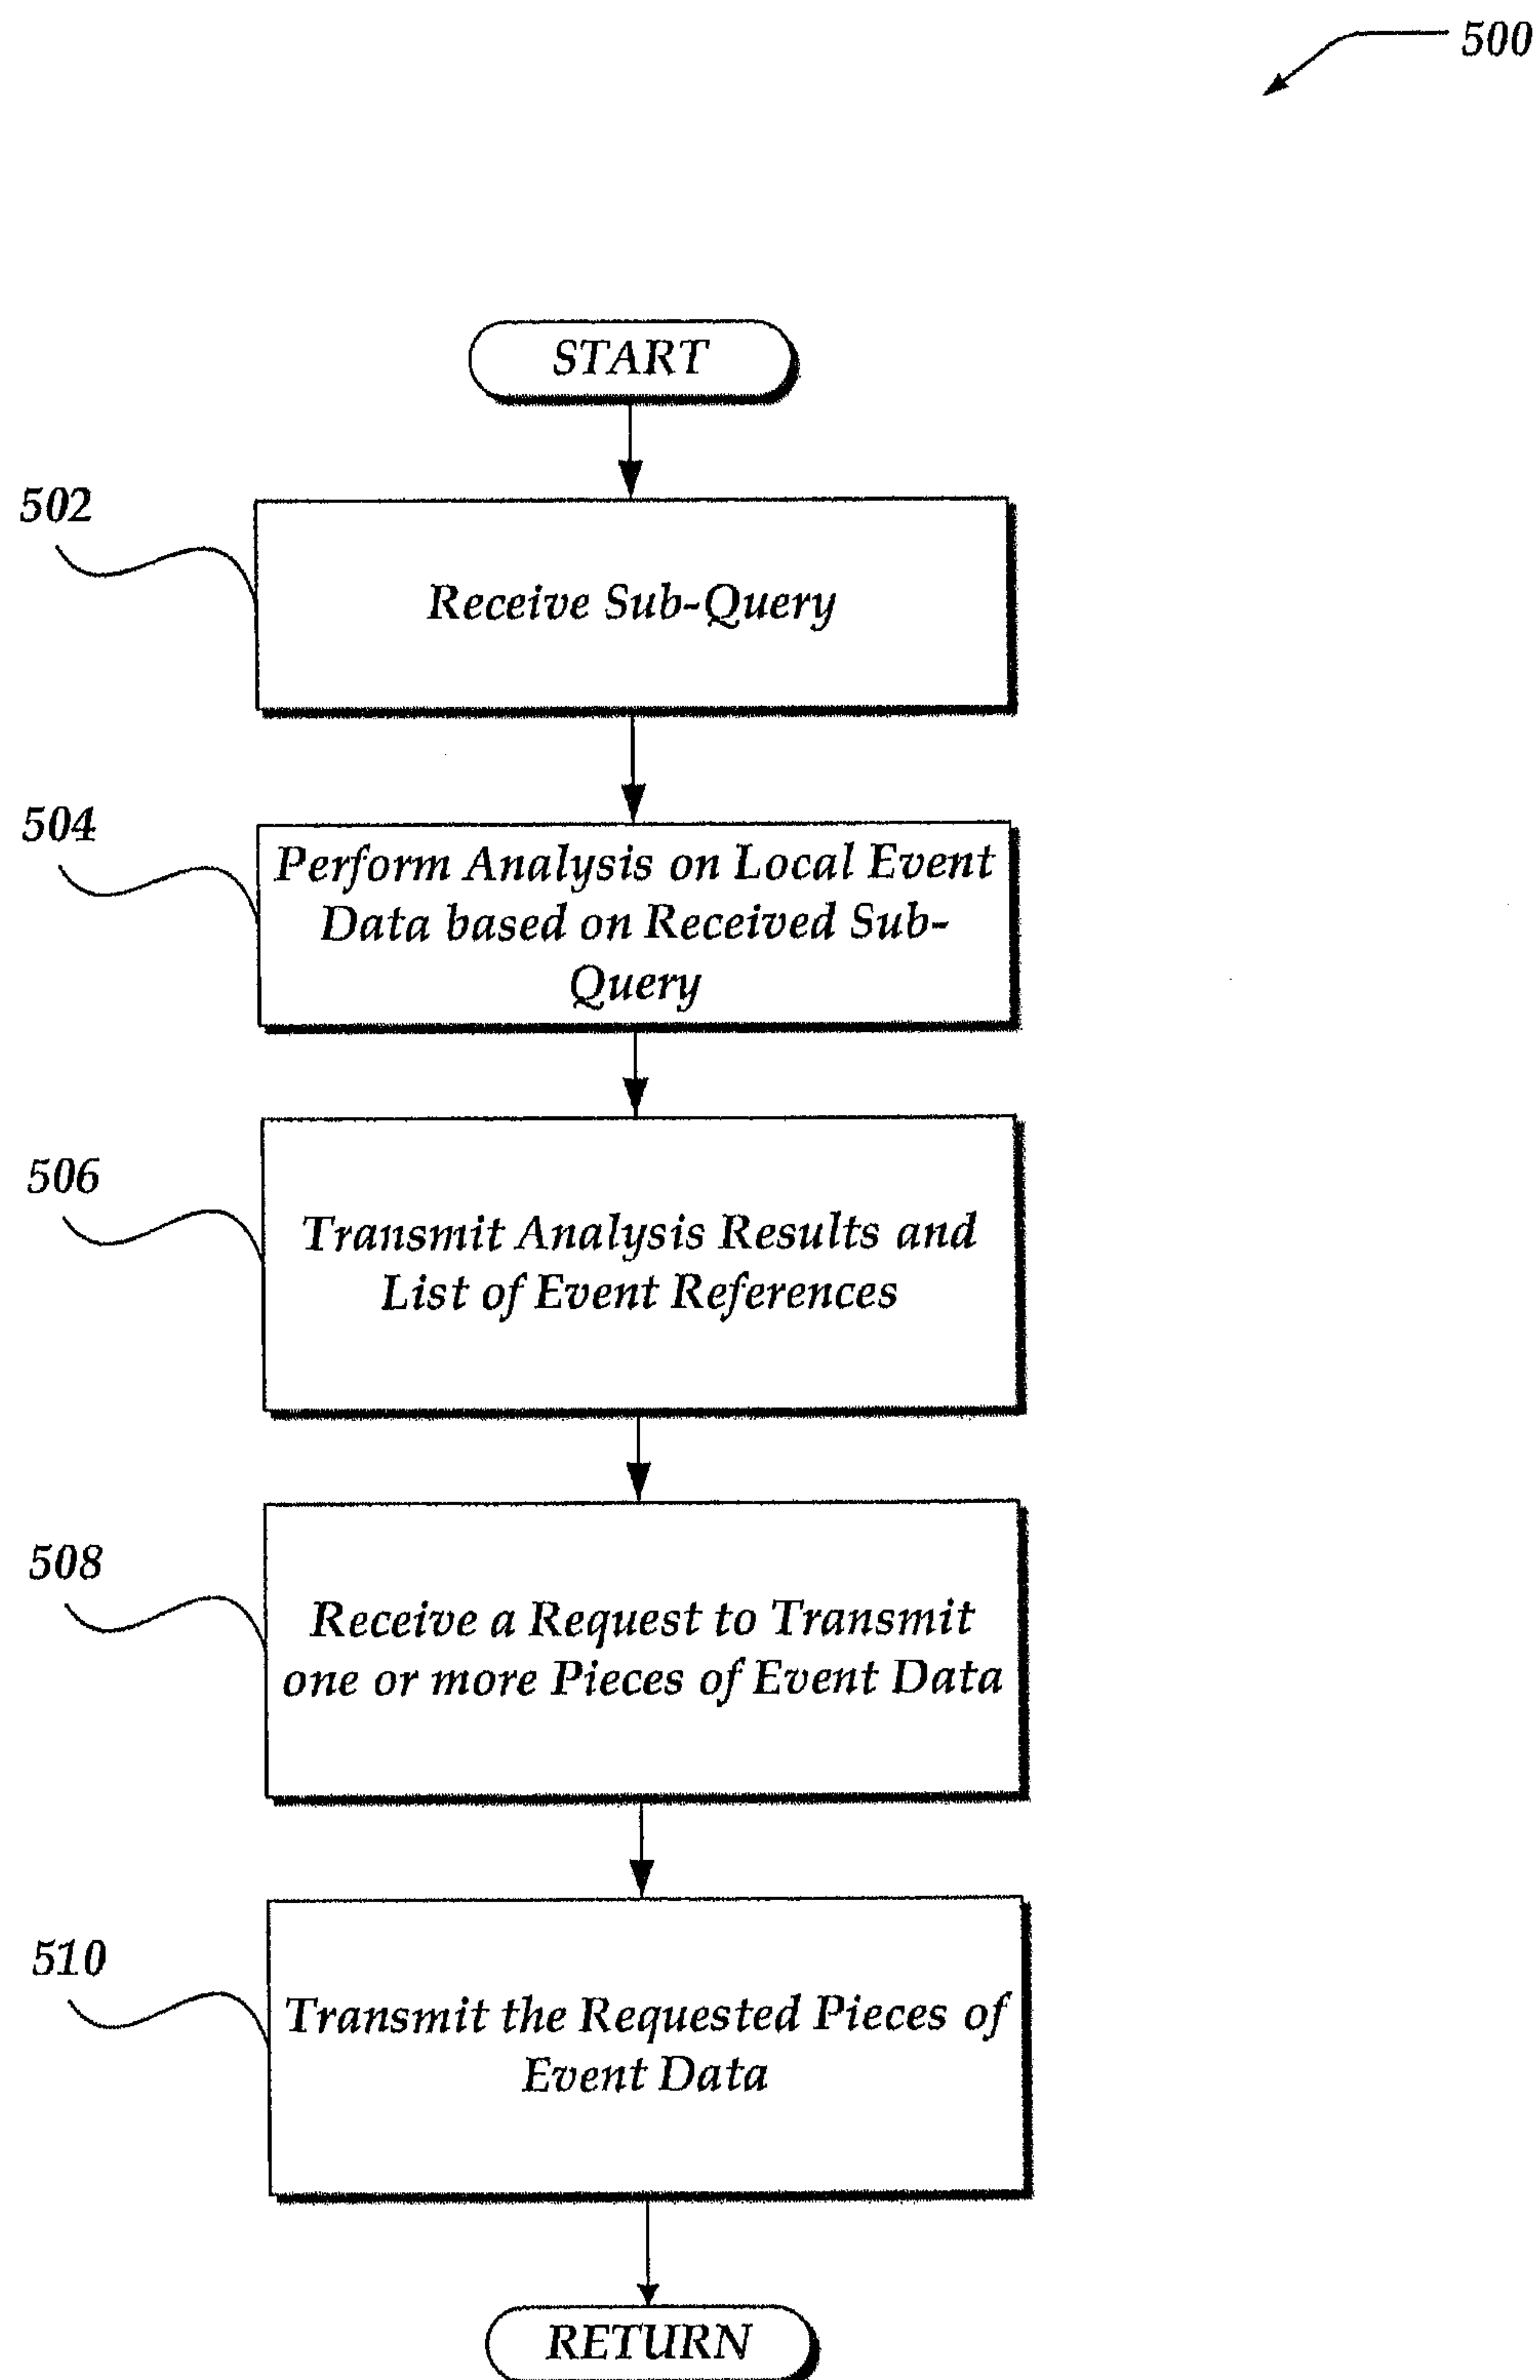 500
START
502
Receive Sub-Query
504
Perform Analysis on Local Event
Data based on Received Sub-
Query
506
Transmit Analysis Results and
List of Event References
508
Receive a Request to Transmit
one or more Pieces of Event Data
510
Transmit the Requested Pieces of
Event Data
RETURN